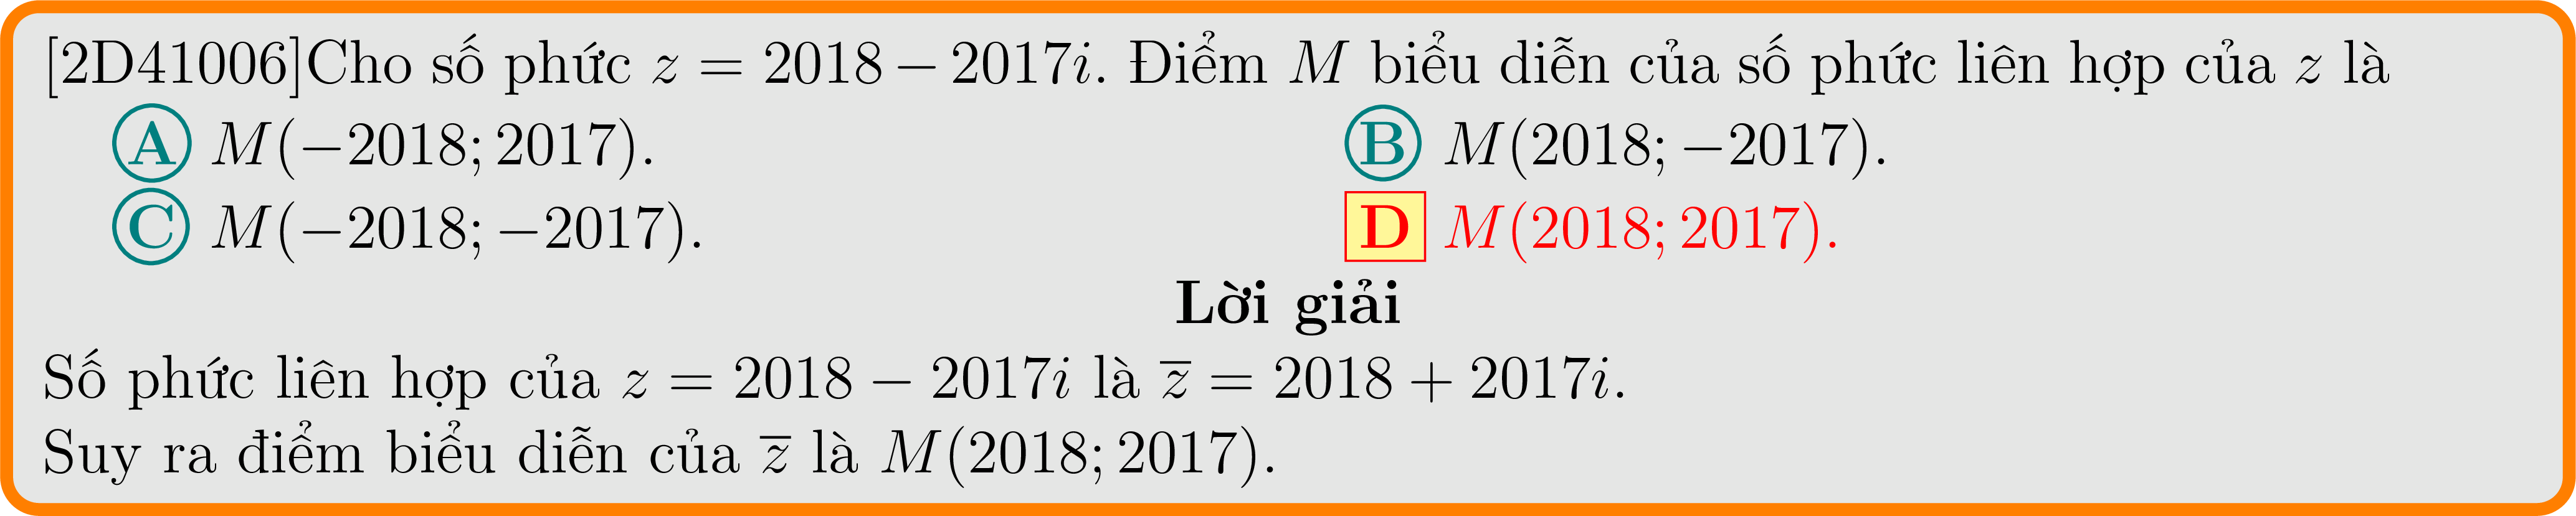 [2D41006]Cho số phức z = 2018 − 2017i. Điểm M biểu diễn của số phức liên hợp của z là
A M(−2018; 2017). B M(2018; −2017).
C M(−2018; −2017). D M(2018; 2017).
Lời giải
Số phức liên hợp của z = 2018 − 2017i là z̅ = 2018 + 2017i.
Suy ra điểm biểu diễn của z̅ là M(2018; 2017).